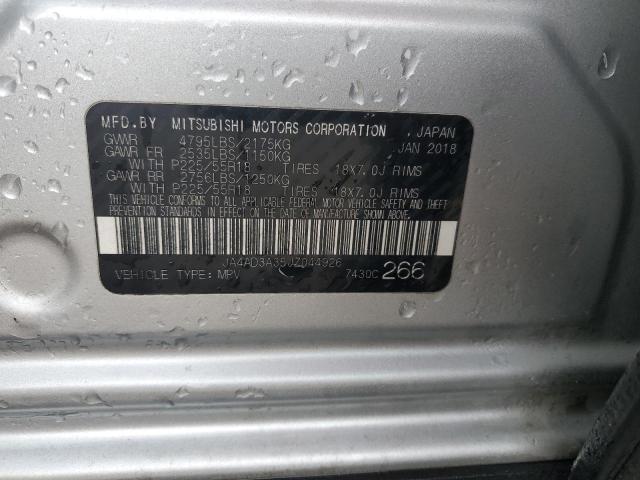 MFD.BY MITSUBISHI MOTORS CORPORATION , JAPAN
GVWR 4795LBS/2175KG JAN 2018
GAWR FR 2535LBS/1150KG
WITH P225/55R18 TIRES 18X7.0J RIMS
GAWR RR 2756LBS/1250KG
WITH P225/55R18 TIRES 18X7.0J RIMS
THIS VEHICLE CONFORMS TO ALL APPLICABLE FEDERAL MOTOR VEHICLE SAFETY AND THEFT
PREVENTION STANDARDS IN EFFECT ON THE DATE OF MANUFACTURE SHOWN ABOVE.
JA4AD3A39JZ044926
VEHICLE TYPE: MPV 7430C 266